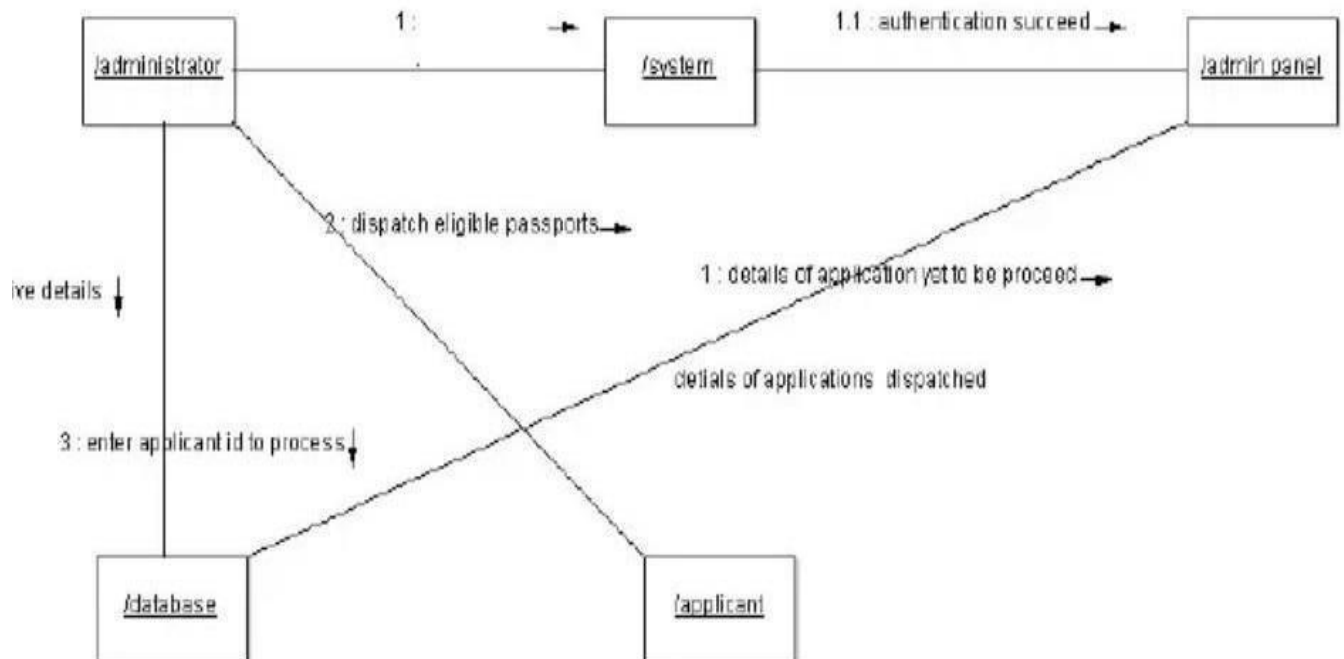 1 :
1.1 : authentication succeed
/administrator
/system
/admin panel
2 : dispatch eligible passports
1 : details of application yet to be proceed
ive details
detials of applications dispatched
3 : enter applicant id to process
/database
/applicant